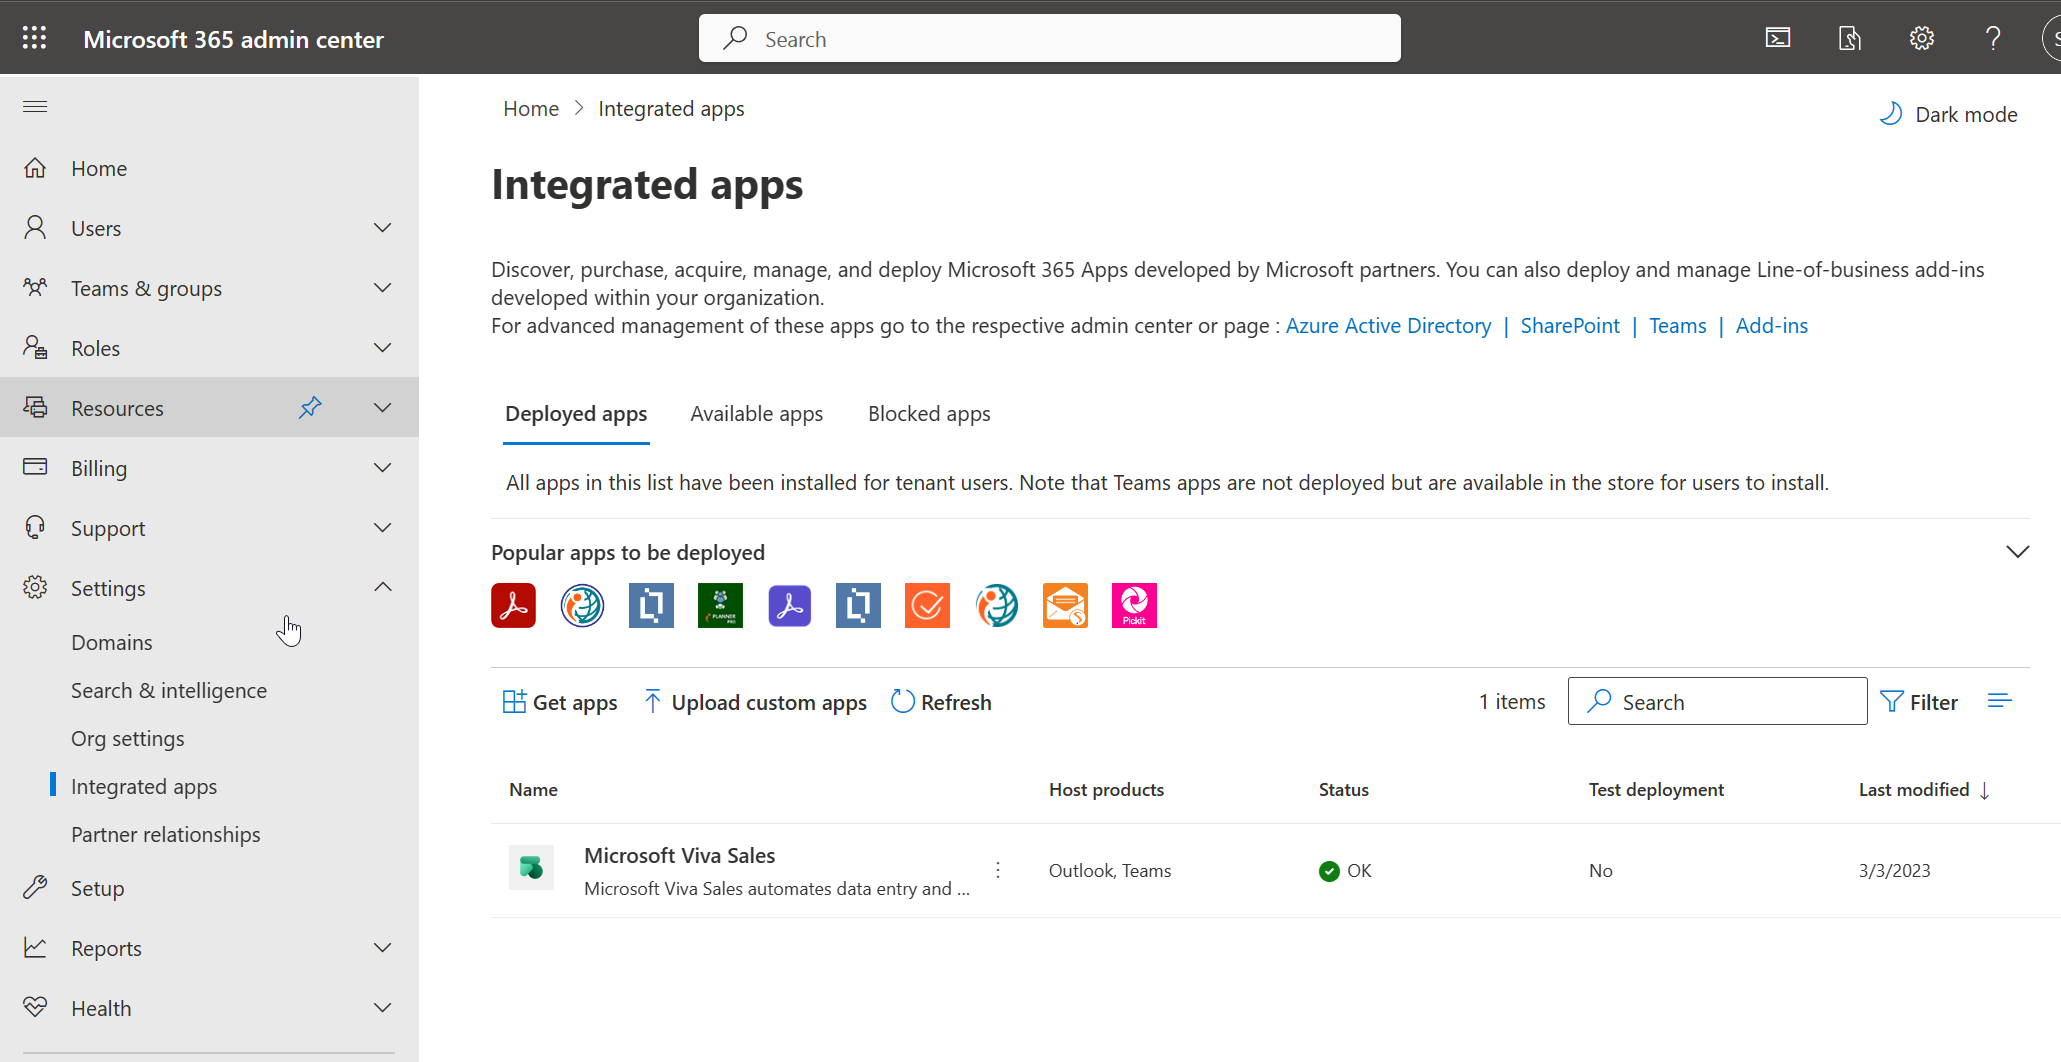 Microsoft 365 admin center
Search
Home
Users
Teams & groups
Roles
Resources
Billing
Support
Settings
Domains
Search & intelligence
Org settings
Integrated apps
Partner relationships
Setup
Reports
Health
Home > Integrated apps
Dark mode
Integrated apps
Discover, purchase, acquire, manage, and deploy Microsoft 365 Apps developed by Microsoft partners. You can also deploy and manage Line-of-business add-ins
developed within your organization.
For advanced management of these apps go to the respective admin center or page : Azure Active Directory | SharePoint | Teams | Add-ins
Deployed apps Available apps Blocked apps
All apps in this list have been installed for tenant users. Note that Teams apps are not deployed but are available in the store for users to install.
Popular apps to be deployed
PLANNER
PRO
Pickit
Get apps Upload custom apps Refresh 1 items Search Filter
Name Host products Status Test deployment Last modified ↓
Microsoft Viva Sales
Microsoft Viva Sales automates data entry and ...
Outlook, Teams OK No 3/3/2023